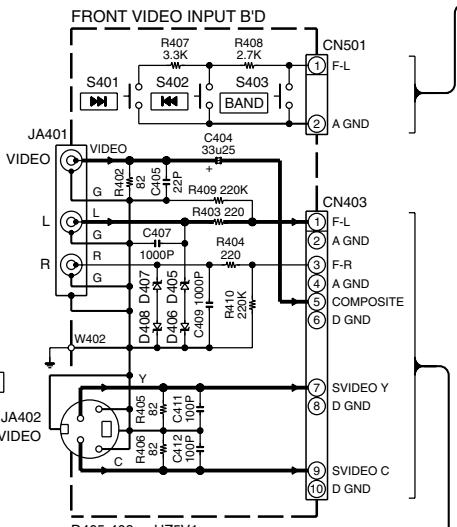 FRONT VIDEO INPUT B'D
R407
3.3K
R408
2.7K
CN501
1 F-L
S401
S402
S403
BAND
2 A GND
JA401
VIDEO
VIDEO
C404
33u25
+
R402
82
C405
22P
G
R409 220K
CN403
L
L
R403 220
1 F-L
G
C407
1000P
R404
220
2 A GND
R
R
3 F-R
G
D408 D407
D406 D405
C409 1000P
R410
220K
4 A GND
5 COMPOSITE
6 D GND
W402
Y
7 SVIDEO Y
R405
82
C411
100P
8 D GND
JA402
VIDEO
R406
82
C412
100P
C
9 SVIDEO C
10 D GND